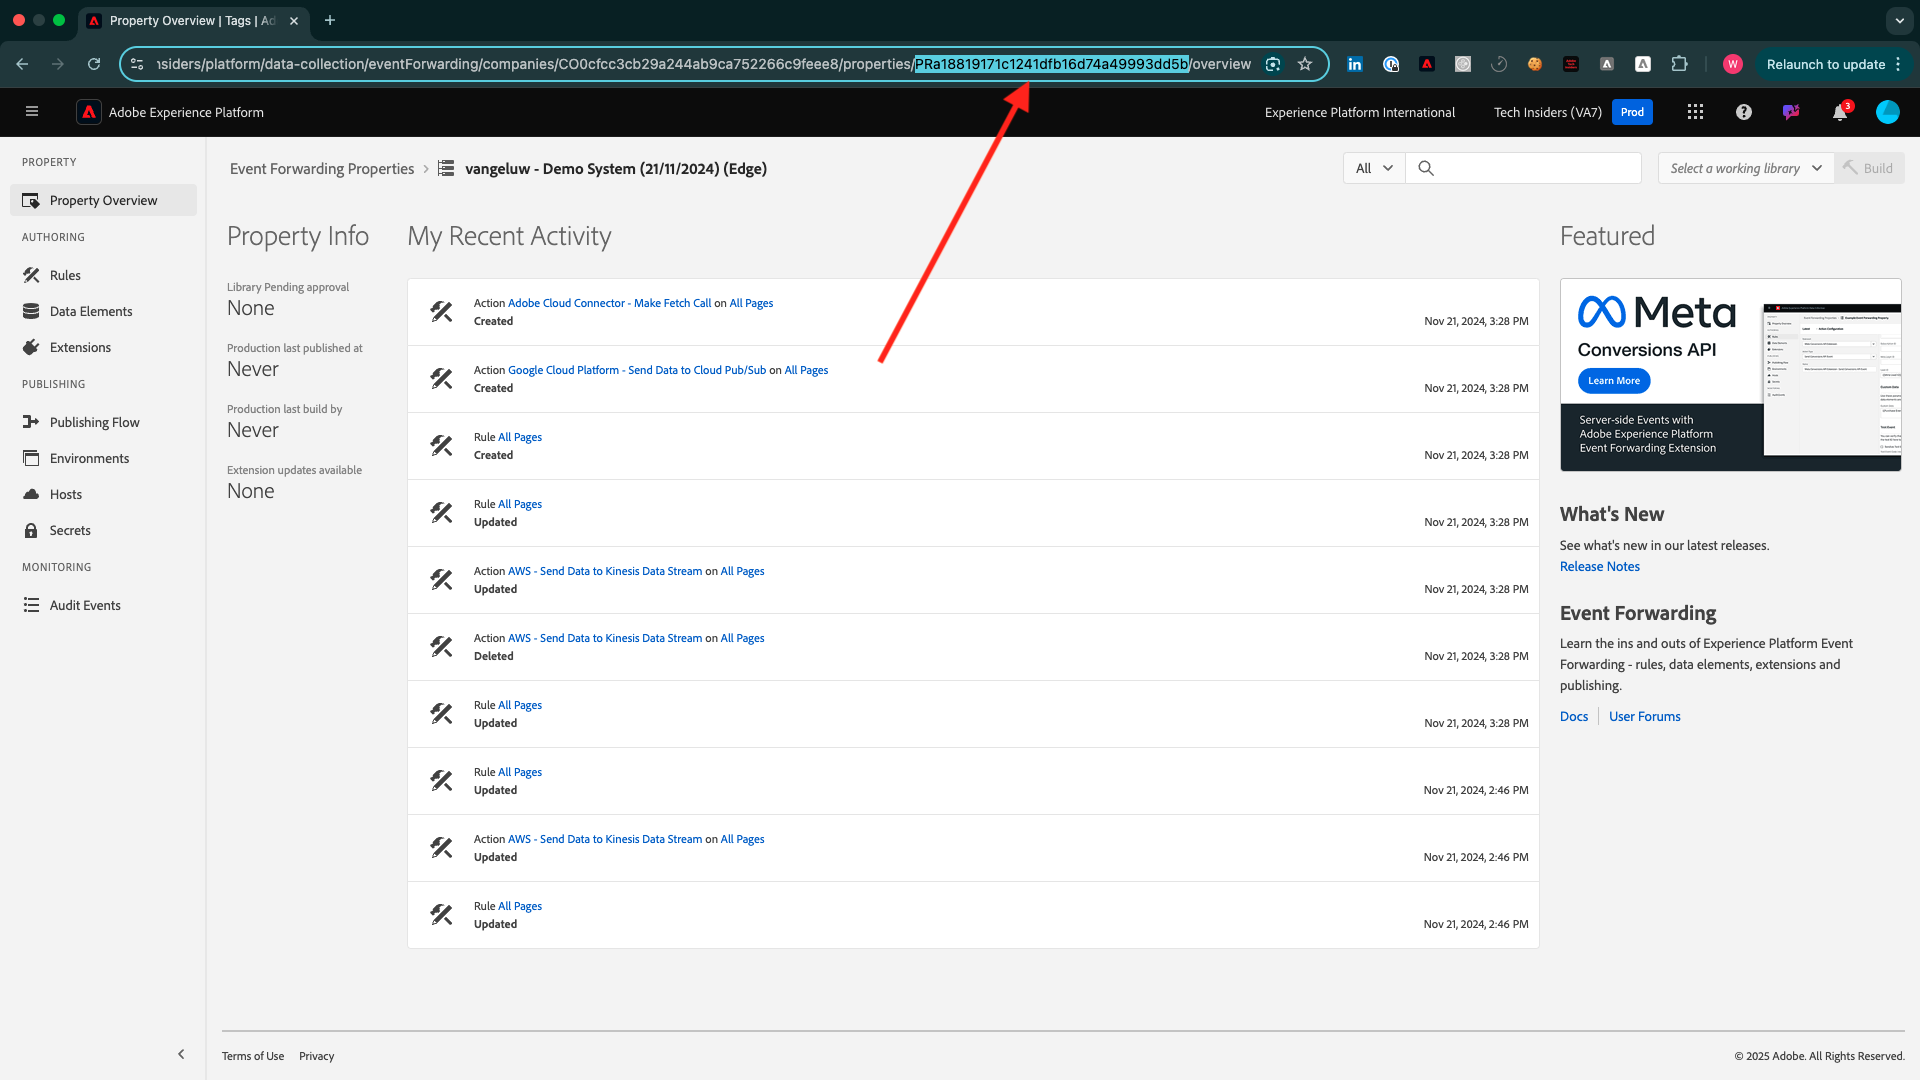 Property Overview | Tags | Ad
nsiders/platform/data-collection/eventForwarding/companies/CO0cfcc3cb29a244ab9ca752266c9feee8/properties/PRa18819171c1241dfb16d74a49993dd5b/overview
W
Relaunch to update
Adobe Experience Platform
Experience Platform International
Tech Insiders (VA7)
Prod
3
PROPERTY
Property Overview
AUTHORING
Rules
Data Elements
Extensions
PUBLISHING
Publishing Flow
Environments
Hosts
Secrets
MONITORING
Audit Events
Event Forwarding Properties
vangeluw - Demo System (21/11/2024) (Edge)
All
Select a working library
Build
Property Info
Library Pending approval
None
Production last published at
Never
Production last build by
Never
Extension updates available
None
My Recent Activity
Action Adobe Cloud Connector - Make Fetch Call on All Pages
Created
Nov 21, 2024, 3:28 PM
Action Google Cloud Platform - Send Data to Cloud Pub/Sub on All Pages
Created
Nov 21, 2024, 3:28 PM
Rule All Pages
Created
Nov 21, 2024, 3:28 PM
Rule All Pages
Updated
Nov 21, 2024, 3:28 PM
Action AWS - Send Data to Kinesis Data Stream on All Pages
Updated
Nov 21, 2024, 3:28 PM
Action AWS - Send Data to Kinesis Data Stream on All Pages
Deleted
Nov 21, 2024, 3:28 PM
Rule All Pages
Updated
Nov 21, 2024, 3:28 PM
Rule All Pages
Updated
Nov 21, 2024, 2:46 PM
Action AWS - Send Data to Kinesis Data Stream on All Pages
Updated
Nov 21, 2024, 2:46 PM
Rule All Pages
Updated
Nov 21, 2024, 2:46 PM
Featured
Meta
Conversions API
Learn More
Server-side Events with
Adobe Experience Platform
Event Forwarding Extension
What's New
See what's new in our latest releases.
Release Notes
Event Forwarding
Learn the ins and outs of Experience Platform Event
Forwarding - rules, data elements, extensions and
publishing.
Docs
User Forums
Terms of Use
Privacy
© 2025 Adobe. All Rights Reserved.